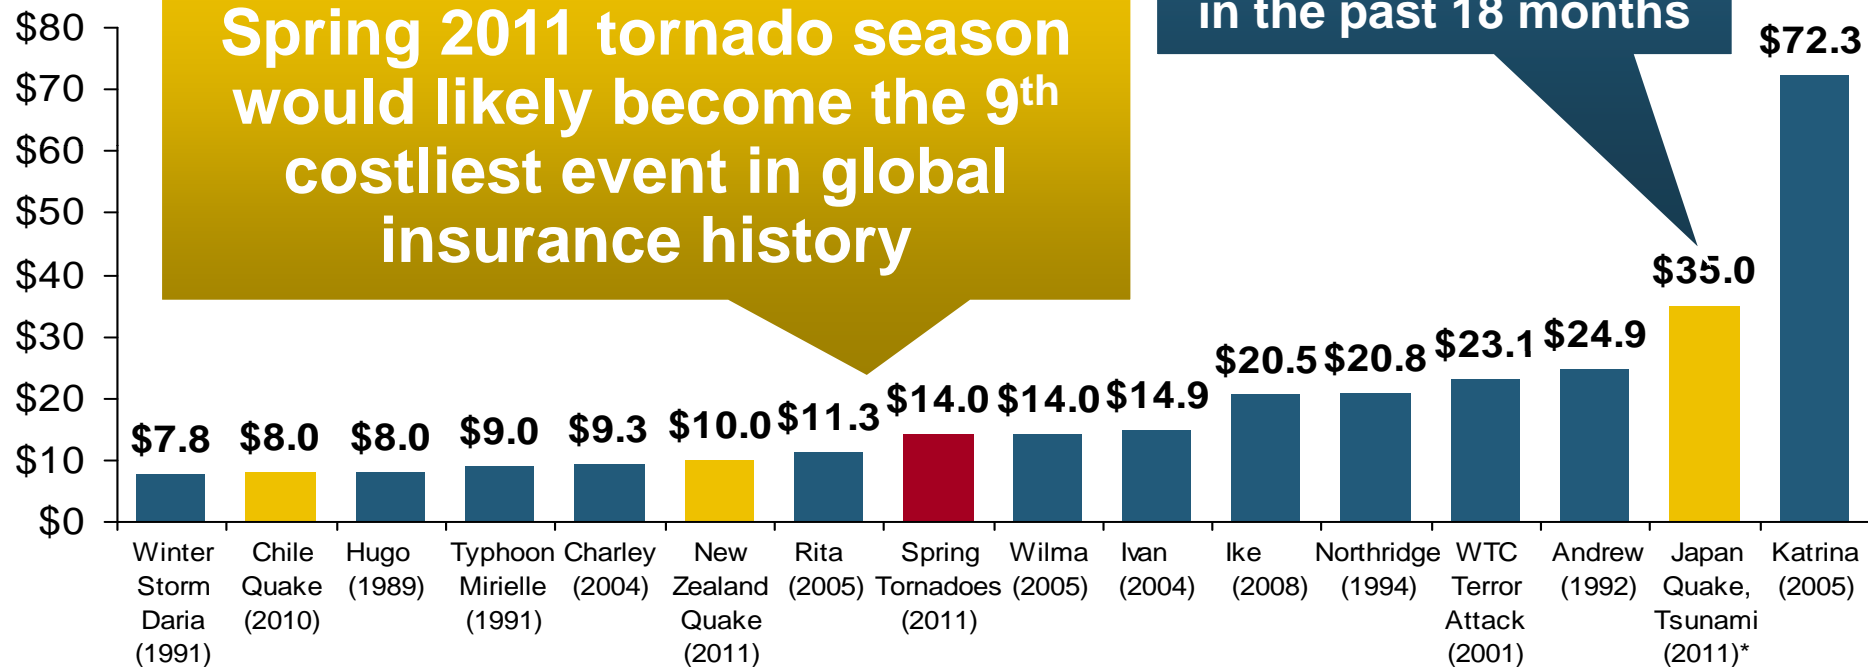 Spring 2011 tornado season
would likely become the 9th
costliest event in global
insurance history
in the past 18 months
$80
$70
$60
$50
$40
$30
$20
$10
$0
$7.8
$8.0
$8.0
$9.0
$9.3
$10.0
$11.3
$14.0
$14.0
$14.9
$20.5
$20.8
$23.1
$24.9
$35.0
$72.3
Winter
Storm
Daria
(1991)
Chile
Quake
(2010)
Hugo
(1989)
Typhoon
Mirielle
(1991)
Charley
(2004)
New
Zealand
Quake
(2011)
Rita
(2005)
Spring
Tornadoes
(2011)
Wilma
(2005)
Ivan
(2004)
Ike
(2008)
Northridge
(1994)
WTC
Terror
Attack
(2001)
Andrew
(1992)
Japan
Quake,
Tsunami
(2011)*
Katrina
(2005)